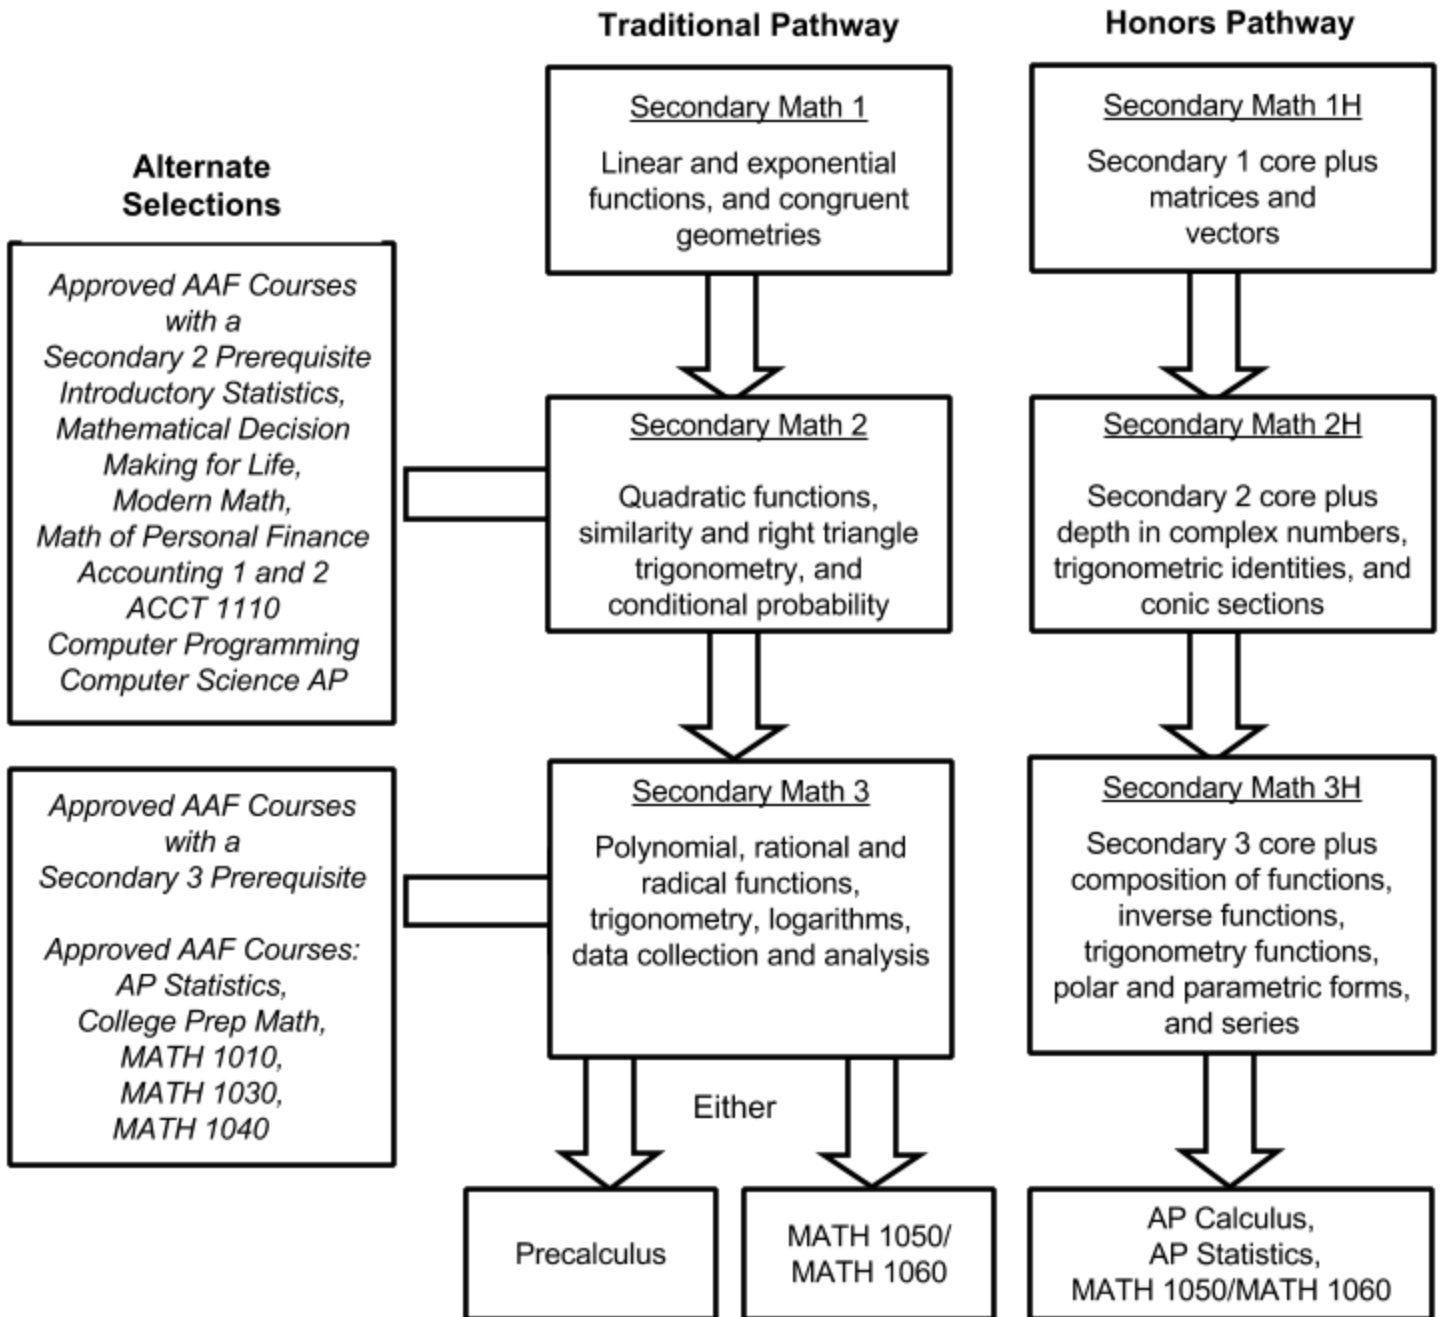 Traditional Pathway
Honors Pathway
Alternate
Selections
Secondary Math 1
Linear and exponential
functions, and congruent
geometries
Secondary Math 1H
Secondary 1 core plus
matrices and
vectors
Approved AAF Courses
with a
Secondary 2 Prerequisite
Introductory Statistics,
Mathematical Decision
Making for Life,
Modern Math,
Math of Personal Finance
Accounting 1 and 2
ACCT 1110
Computer Programming
Computer Science AP
Secondary Math 2
Quadratic functions,
similarity and right triangle
trigonometry, and
conditional probability
Secondary Math 2H
Secondary 2 core plus
depth in complex numbers,
trigonometric identities, and
conic sections
Approved AAF Courses
with a
Secondary 3 Prerequisite
Approved AAF Courses:
AP Statistics,
College Prep Math,
MATH 1010,
MATH 1030,
MATH 1040
Secondary Math 3
Polynomial, rational and
radical functions,
trigonometry, logarithms,
data collection and analysis
Secondary Math 3H
Secondary 3 core plus
composition of functions,
inverse functions,
trigonometry functions,
polar and parametric forms,
and series
Either
Precalculus
MATH 1050/
MATH 1060
AP Calculus,
AP Statistics,
MATH 1050/MATH 1060